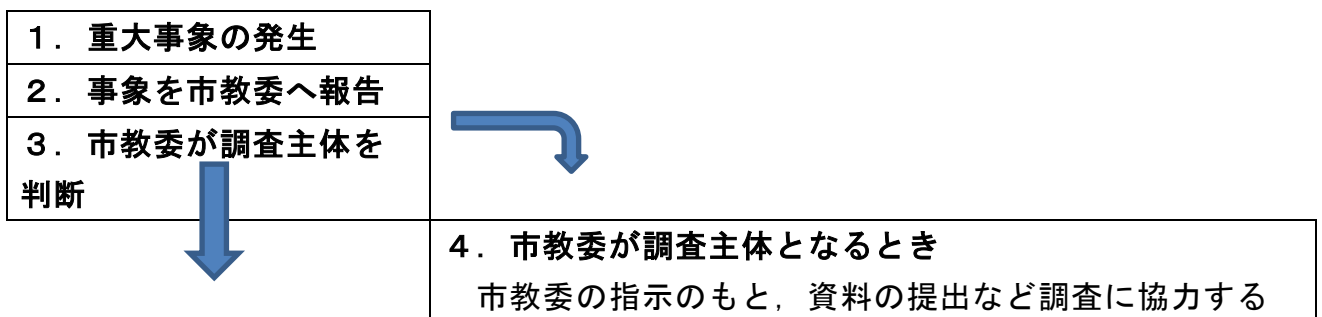 １．重大事象の発生
２．事象を市教委へ報告
３．市教委が調査主体を
判断
４．市教委が調査主体となるとき
市教委の指示のもと，資料の提出など調査に協力する